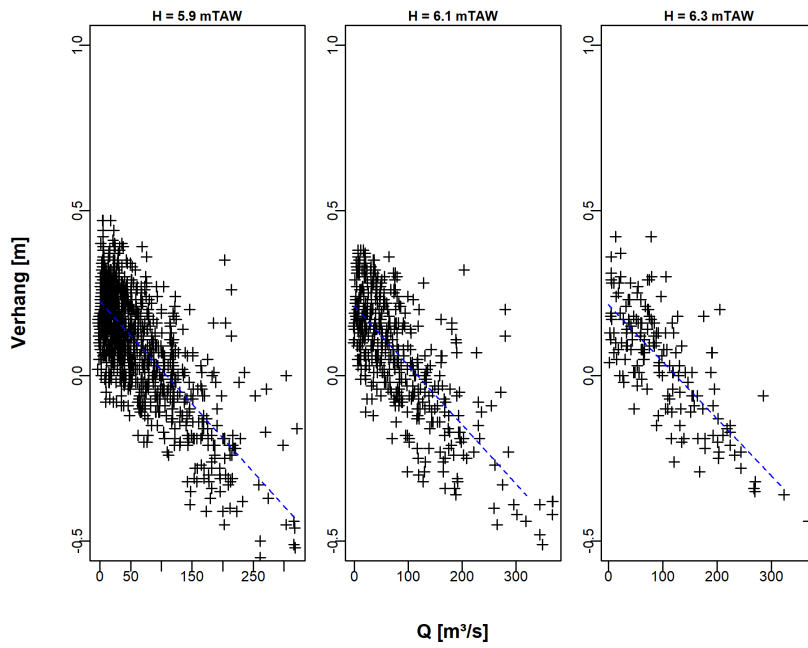 H = 5.9 mTAW H = 6.1 mTAW H = 6.3 mTAW
1.0 1.0 1.0
0.5 0.5 0.5
Verhang [m]
0.0 0.0 0.0
-0.5 -0.5 -0.5
0 50 150 250 0 100 200 300 0 100 200 300
Q [m³/s]